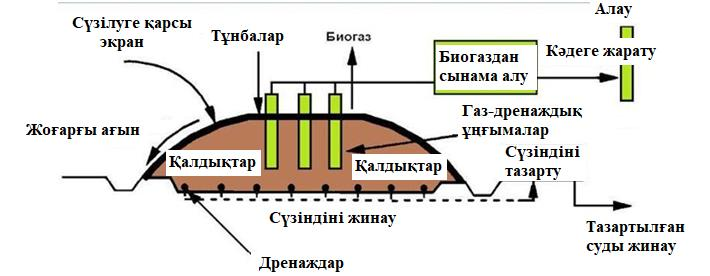 Сүзілуге қарсы
экран
Тұнбалар
Биогаз
Алау
Биогаздан
сынама алу
Кәдеге жарату
Жоғарғы ағын
Газ-дренаждық
ұңғымалар
Қалдықтар
Қалдықтар
Сүзіндіні
тазарту
Сүзіндіні жинау
Тазартылған
суды жинау
Дренаждар